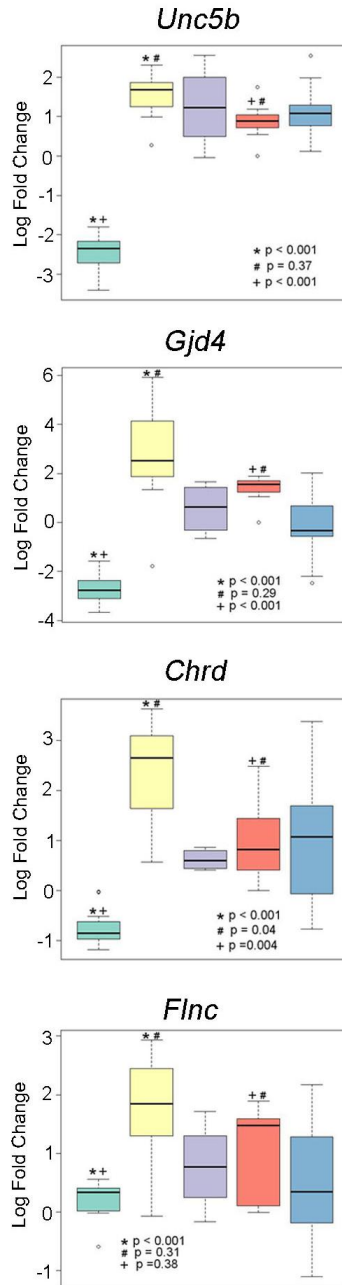 Unc5b
Log Fold Change
2
1
0
-1
-2
-3
* #
+ #
* +
* p < 0.001
# p = 0.37
+ p < 0.001
Gjd4
Log Fold Change
6
4
2
0
-2
-4
* #
+ #
* +
* p < 0.001
# p = 0.29
+ p < 0.001
Chrd
Log Fold Change
3
2
1
0
-1
* #
+ #
* +
* p < 0.001
# p = 0.04
+ p =0.004
Flnc
Log Fold Change
3
2
1
0
-1
* #
+ #
* +
* p < 0.001
# p = 0.31
+ p =0.38